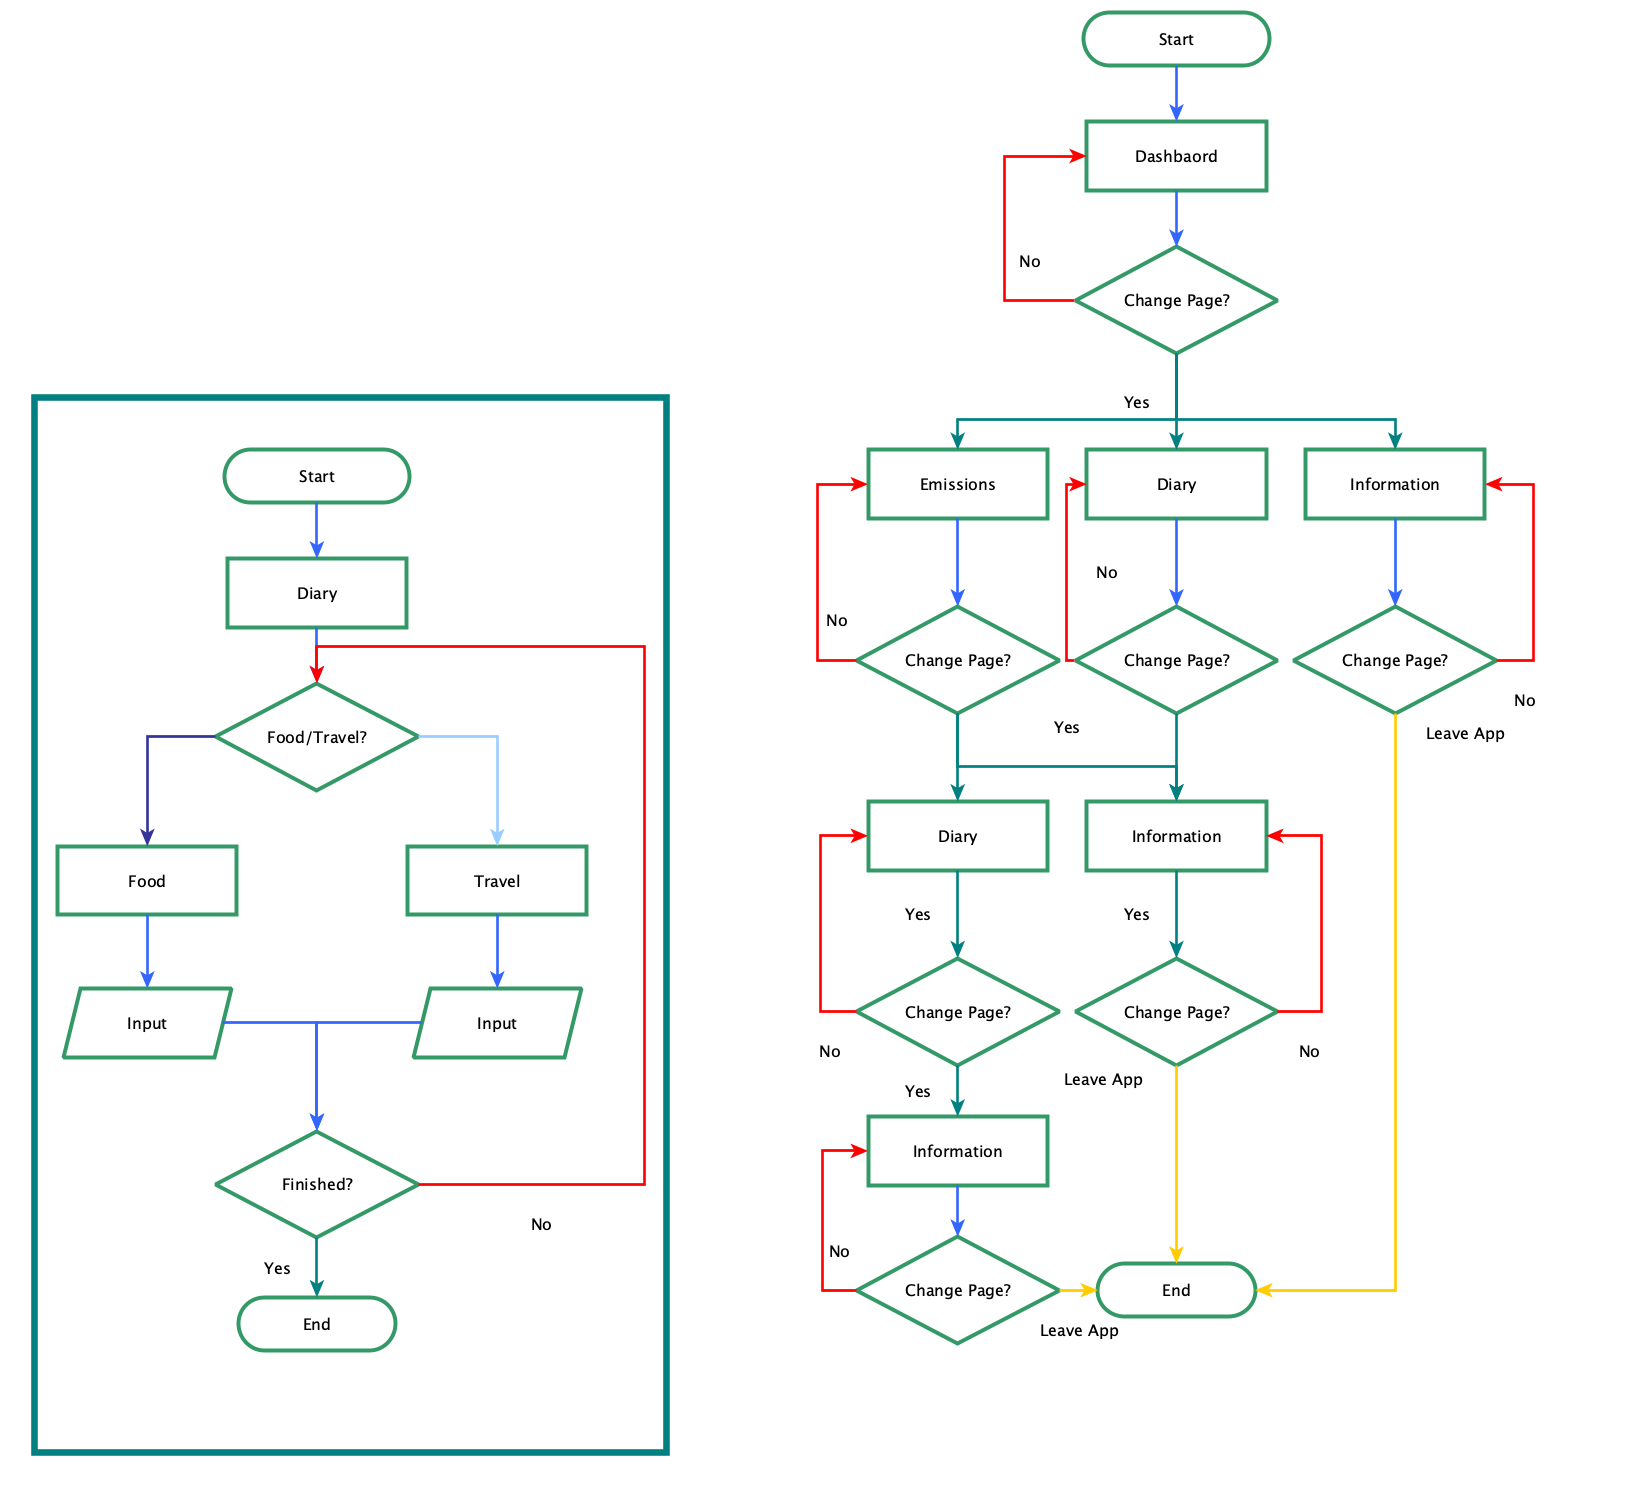 Start
Diary
Food/Travel?
Food
Travel
Input
Input
Finished?
No
Yes
End
Start
Dashbaord
No
Change Page?
Yes
Emissions
Diary
Information
No
No
Change Page?
Change Page?
Change Page?
No
Yes
Leave App
Diary
Information
Yes
Yes
Change Page?
Change Page?
No
No
Yes
Leave App
Information
No
Change Page?
End
Leave App